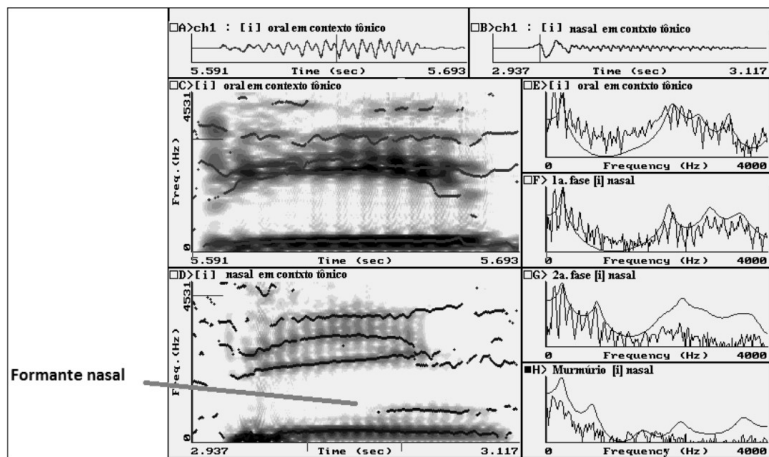 □A>ch1 : [i] oral em contexto tônico
5.591 Time (sec) 5.693
□B>ch1 : [i] nasal em contexto tônico
2.937 Time (sec) 3.117
□C>[i] oral em contexto tônico
4531
Freq.(Hz)
0
5.591 Time (sec) 5.693
□D>[i] nasal em contxto tônico
4531
Freq.(Hz)
0
2.937 Time (sec) 3.117
Formante nasal
□E>[i] oral em contexto tônico
0 Frequency (Hz) 4000
□F> 1a. fase [i] nasal
0 Frequency (Hz) 4000
□G> 2a. fase [i] nasal
0 Frequency (Hz) 4000
■H> Murmúrio [i] nasal
0 Frequency (Hz) 4000